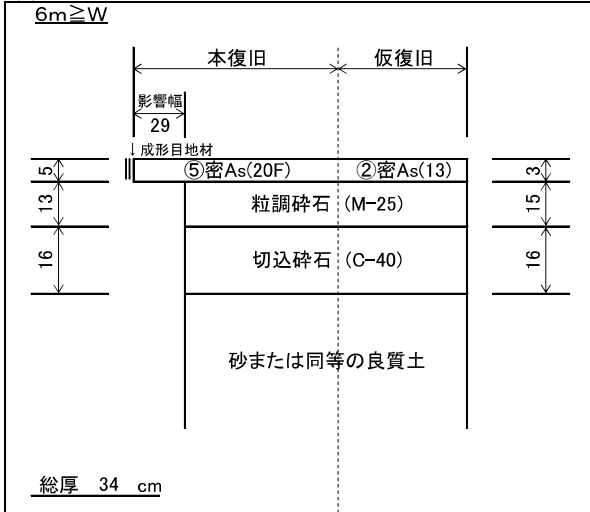 6m≧W
本復旧 仮復旧
影響幅
29
↓成形目地材
5 ⑤密As(20F) ②密As(13) 3
13 粒調砕石 (M-25) 15
16 切込砕石 (C-40) 16
砂または同等の良質土
総厚 34 cm